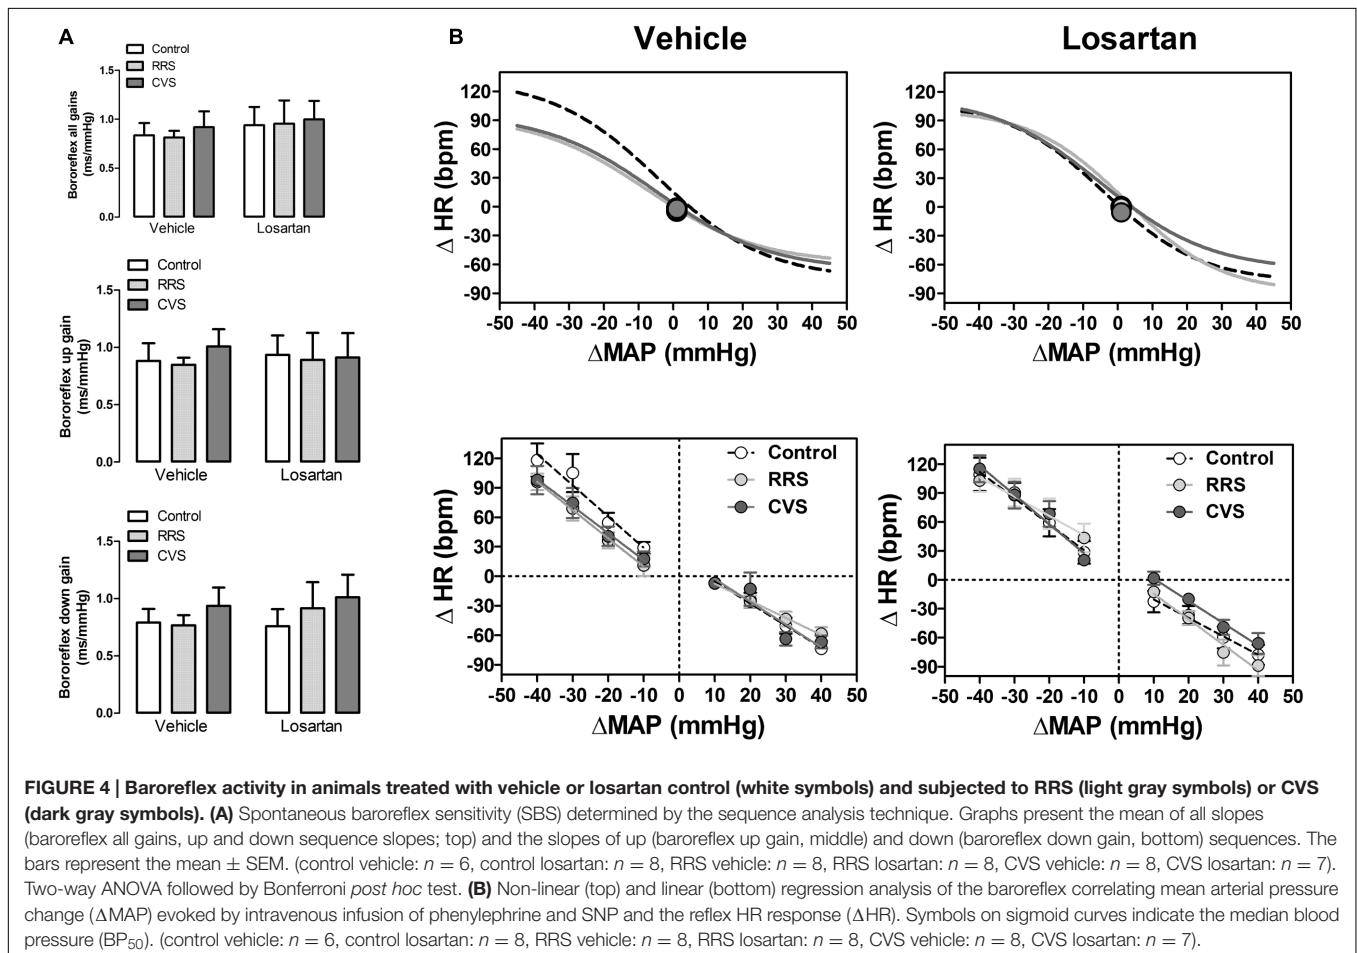 A
Control
RRS
CVS
1.5
1.0
0.5
0.0
Bororeflex all gains
(ms/mmHg)
Vehicle
Losartan
Control
RRS
CVS
1.5
1.0
0.5
0.0
Bororeflex up gain
(ms/mmHg)
Vehicle
Losartan
Control
RRS
CVS
1.5
1.0
0.5
0.0
Bororeflex down gain
(ms/mmHg)
Vehicle
Losartan
B
Vehicle
120
90
60
30
0
-30
-60
-90
Δ HR (bpm)
-50 -40 -30 -20 -10 0 10 20 30 40 50
ΔMAP (mmHg)
Losartan
120
90
60
30
0
-30
-60
-90
Δ HR (bpm)
-50 -40 -30 -20 -10 0 10 20 30 40 50
ΔMAP (mmHg)
Control
RRS
CVS
120
90
60
30
0
-30
-60
-90
Δ HR (bpm)
-50 -40 -30 -20 -10 0 10 20 30 40 50
ΔMAP (mmHg)
Control
RRS
CVS
120
90
60
30
0
-30
-60
-90
Δ HR (bpm)
-50 -40 -30 -20 -10 0 10 20 30 40 50
ΔMAP (mmHg)
FIGURE 4 | Baroreflex activity in animals treated with vehicle or losartan control (white symbols) and subjected to RRS (light gray symbols) or CVS
(dark gray symbols). (A) Spontaneous baroreflex sensitivity (SBS) determined by the sequence analysis technique. Graphs present the mean of all slopes
(baroreflex all gains, up and down sequence slopes; top) and the slopes of up (baroreflex up gain, middle) and down (baroreflex down gain, bottom) sequences. The
bars represent the mean ± SEM. (control vehicle: n = 6, control losartan: n = 8, RRS vehicle: n = 8, RRS losartan: n = 8, CVS vehicle: n = 8, CVS losartan: n = 7).
Two-way ANOVA followed by Bonferroni post hoc test. (B) Non-linear (top) and linear (bottom) regression analysis of the baroreflex correlating mean arterial pressure
change (ΔMAP) evoked by intravenous infusion of phenylephrine and SNP and the reflex HR response (ΔHR). Symbols on sigmoid curves indicate the median blood
pressure (BP50). (control vehicle: n = 6, control losartan: n = 8, RRS vehicle: n = 8, RRS losartan: n = 8, CVS vehicle: n = 8, CVS losartan: n = 7).